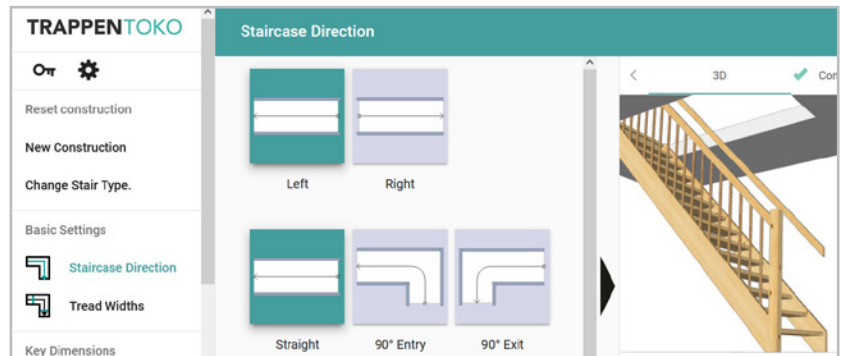 TRAPPENTOKO
Staircase Direction
3D
Reset construction
New Construction
Change Stair Type.
Left
Right
Basic Settings
Staircase Direction
Tread Widths
Straight
90° Entry
90° Exit
Key Dimensions